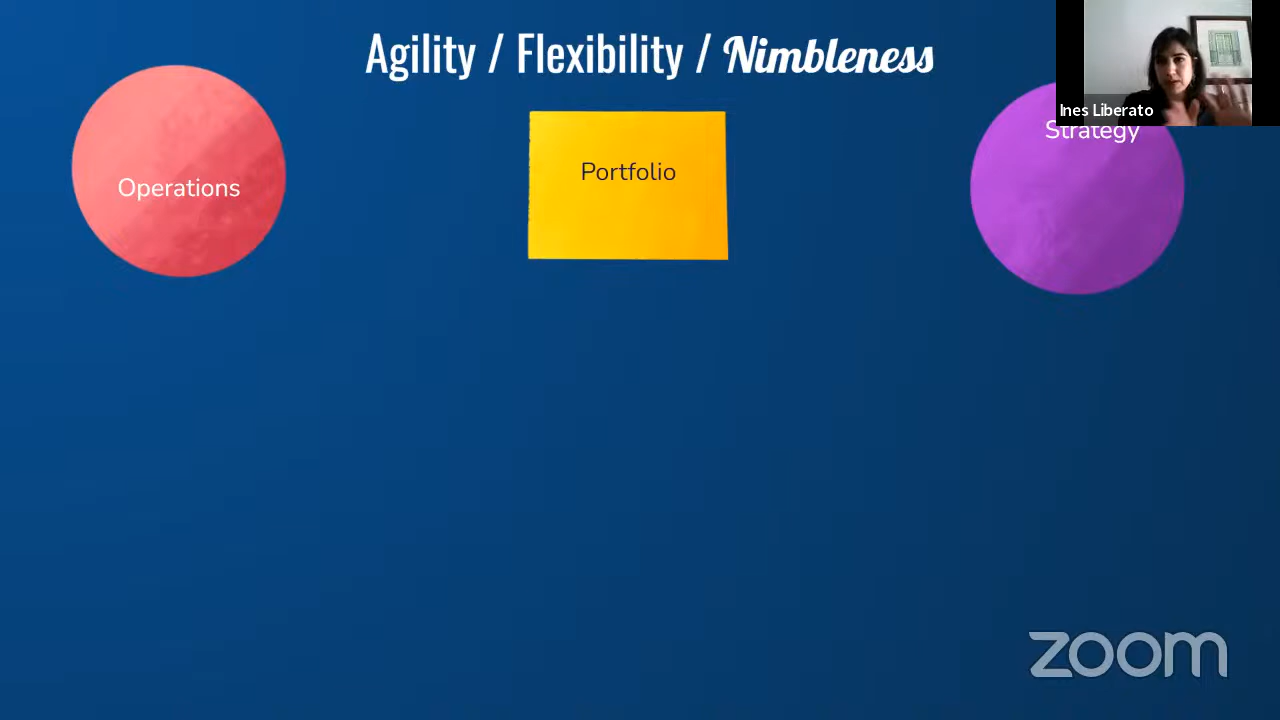 Agility / Flexibility / Nimbleness
Ines Liberato
Operations
Portfolio
Strategy
zoom